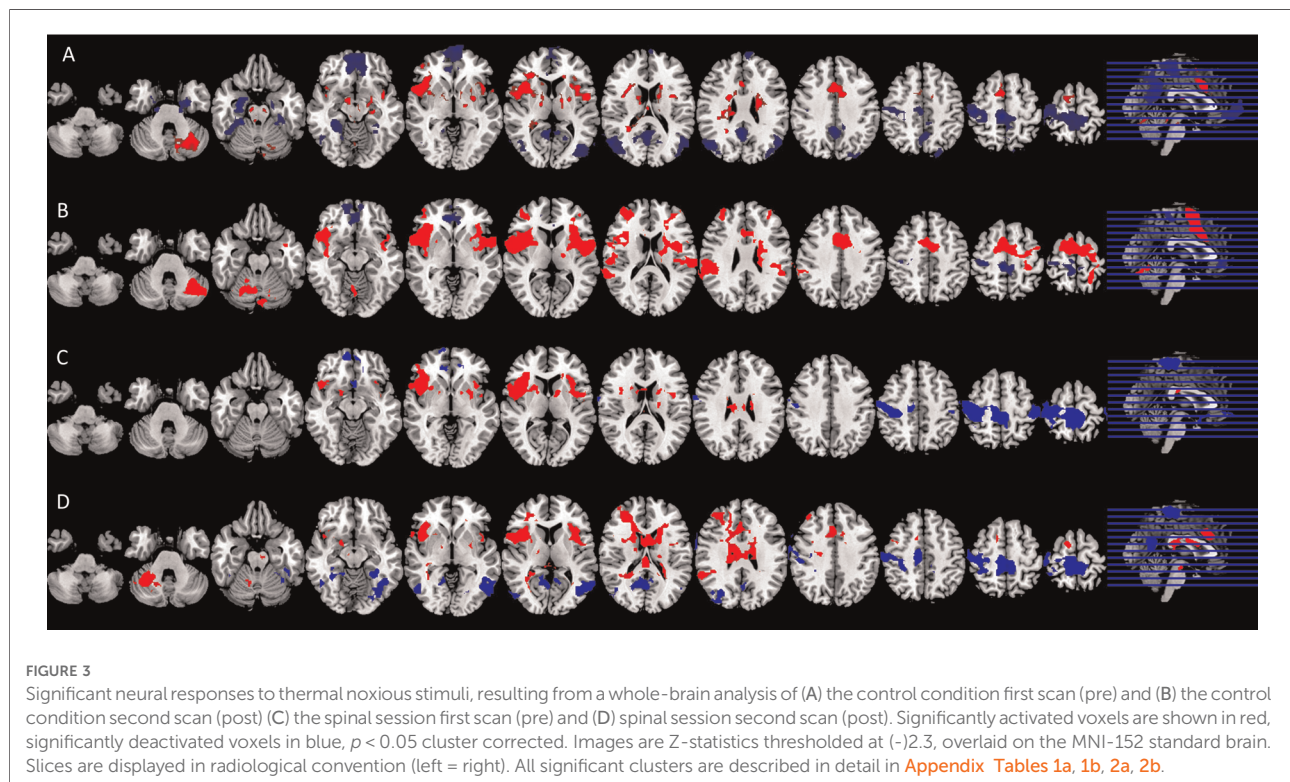 A
B
C
D
FIGURE 3
Significant neural responses to thermal noxious stimuli, resulting from a whole-brain analysis of (A) the control condition first scan (pre) and (B) the control
condition second scan (post) (C) the spinal session first scan (pre) and (D) spinal session second scan (post). Significantly activated voxels are shown in red,
significantly deactivated voxels in blue, p < 0.05 cluster corrected. Images are Z-statistics thresholded at (-)2.3, overlaid on the MNI-152 standard brain.
Slices are displayed in radiological convention (left = right). All significant clusters are described in detail in Appendix Tables 1a, 1b, 2a, 2b.